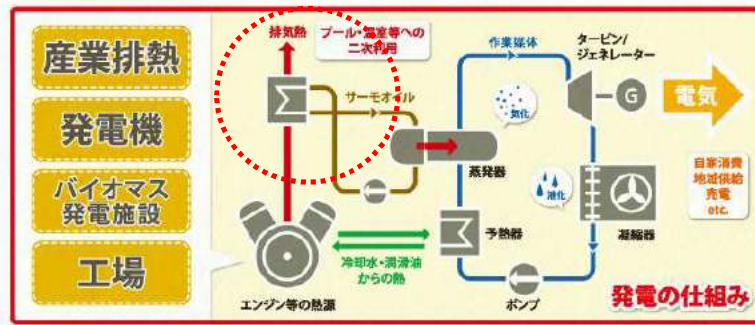 産業排熱
発電機
バイオマス
発電施設
工場
排気熱
プール・温室等への
二次利用
サーモオイル
作業媒体
タービン/
ジェネレーター
G
電気
気化
蒸発器
液化
自家消費
地域供給
売電
etc.
予熱器
凝縮器
冷却水・潤滑油
からの熱
エンジン等の熱源
ポンプ
発電の仕組み